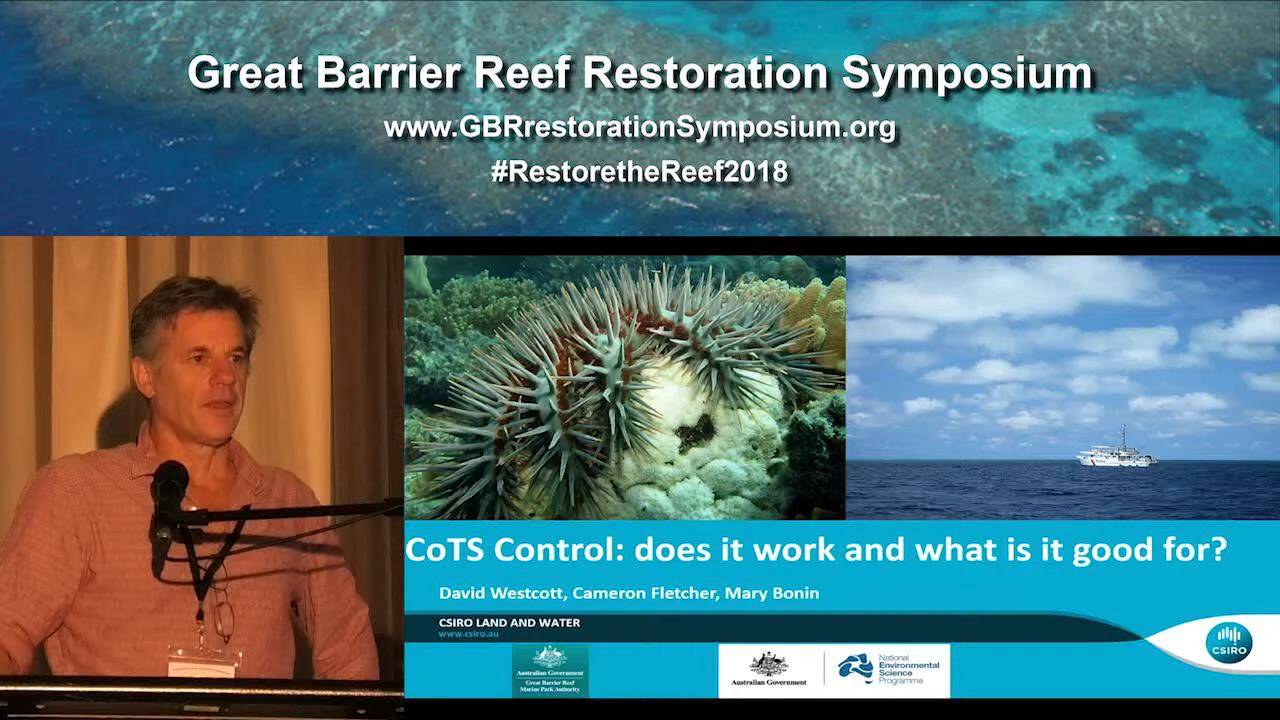 Great Barrier Reef Restoration Symposium
www.GBRrestorationSymposium.org
#RestoretheReef2018
CoTS Control: does it work and what is it good for?
David Westcott, Cameron Fletcher, Mary Bonin
CSIRO LAND AND WATER
www.csiro.au
CSIRO
Australian Government
Great Barrier Reef
Marine Park Authority
Australian Government
National
Environmental
Science
Programme